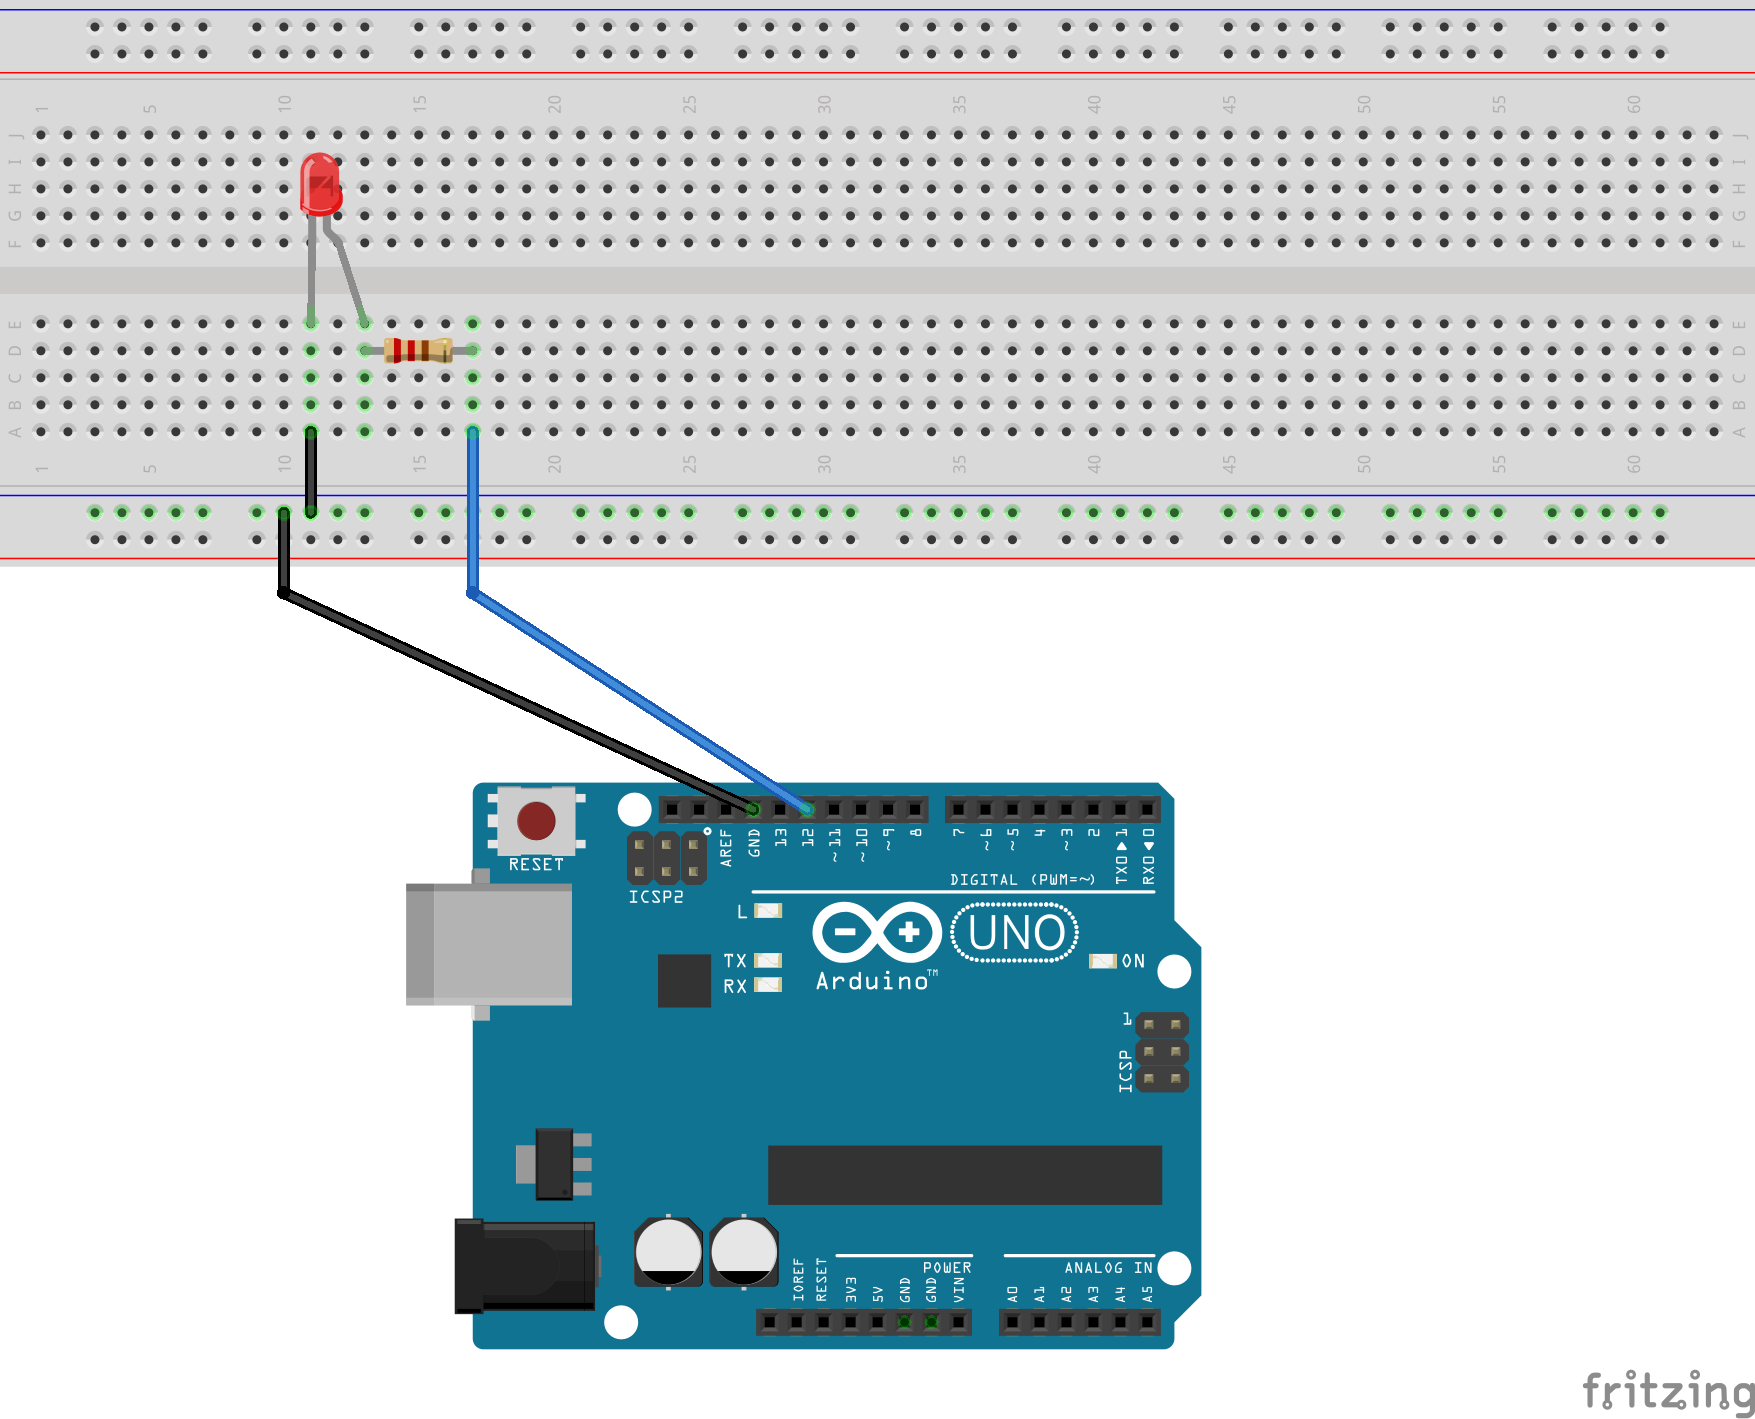 1 5 10 15 20 25 30 35 40 45 50 55 60
J J
I I
H H
G G
F F
E E
D D
C C
B B
A A
1 5 10 15 20 25 30 35 40 45 50 55 60
AREF GND 13 12 ~11 ~10 ~9 8 7 ~6 ~5 4 ~3 2 TX0▶1 RX0◀0
RESET
DIGITAL (PWM=~)
ICSP2
L
UNO
TX
ON
RX
Arduino™
1
ICSP
POWER ANALOG IN
IOREF RESET 3V3 5V GND GND VIN A0 A1 A2 A3 A4 A5
fritzing